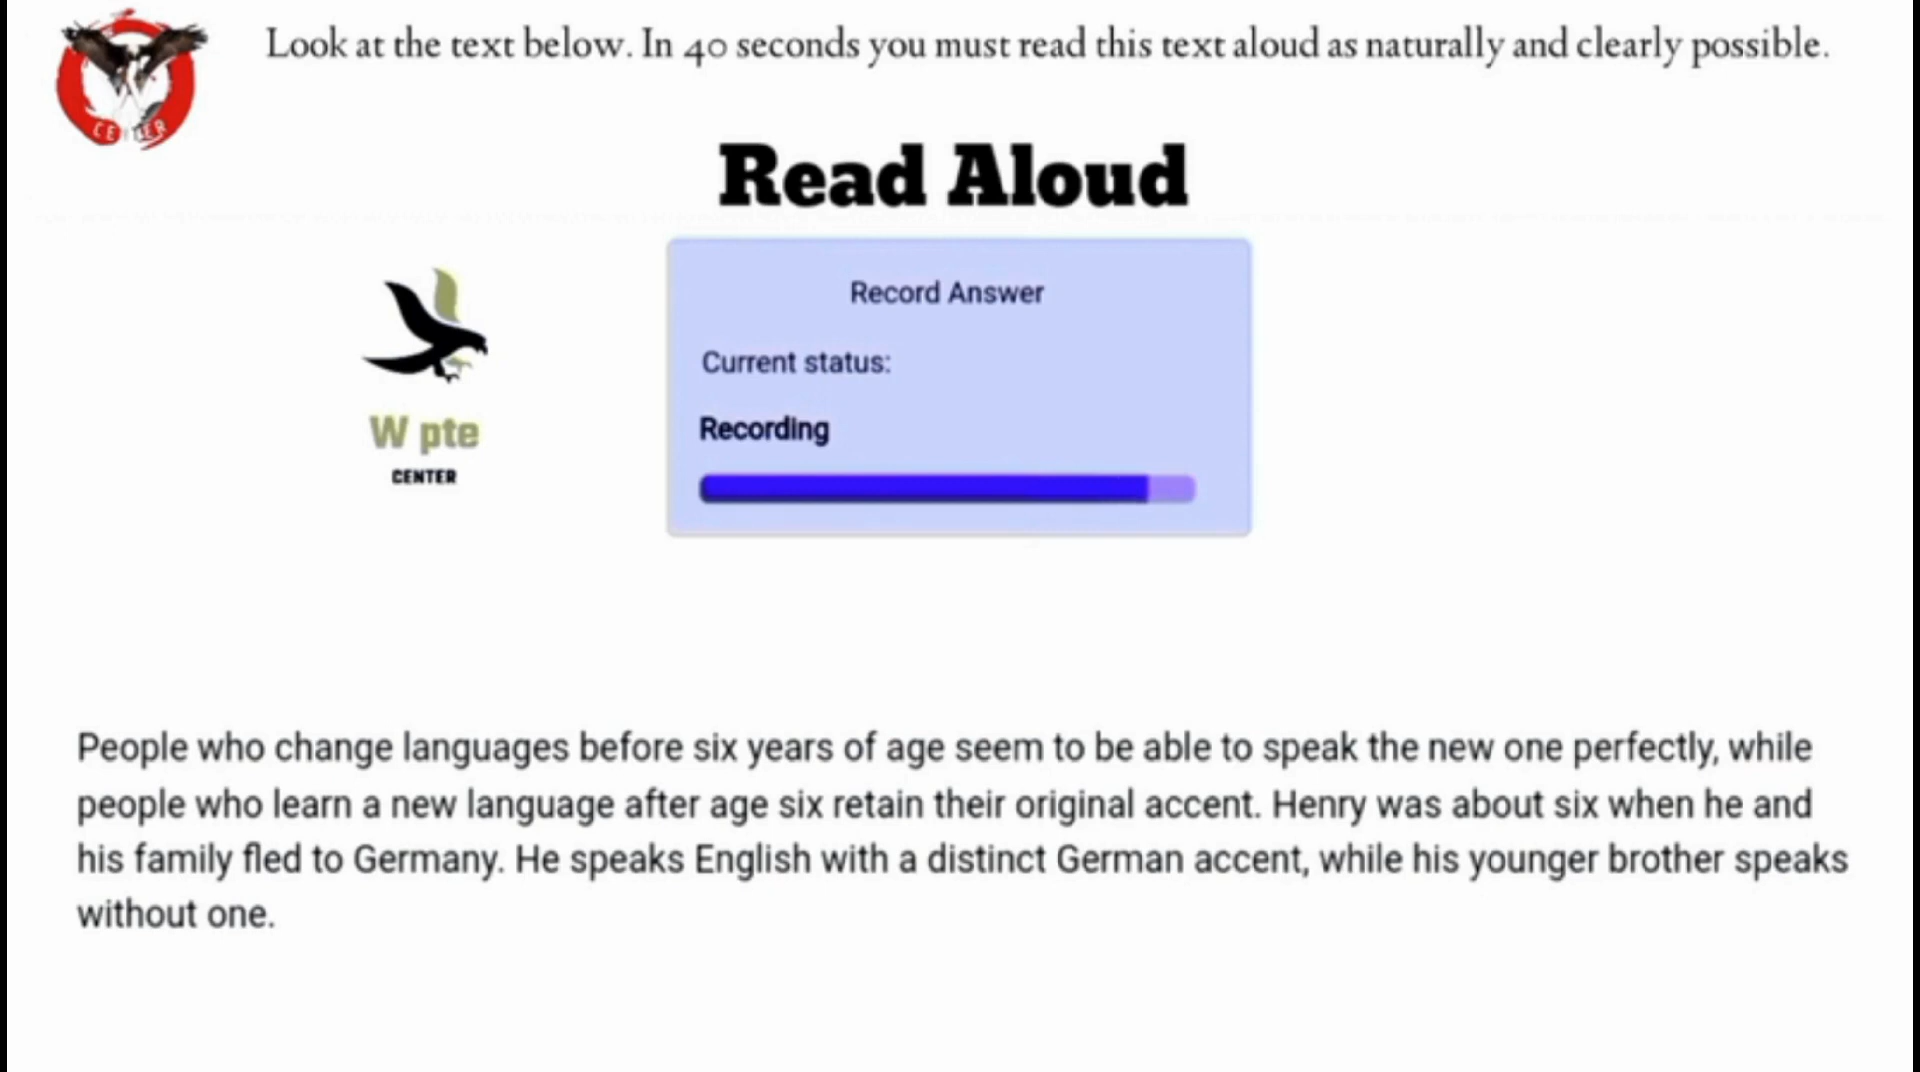 Look at the text below. In 40 seconds you must read this text aloud as naturally and clearly possible.
CENTER
Read Aloud
Record Answer
Current status:
Recording
W pte
CENTER
People who change languages before six years of age seem to be able to speak the new one perfectly, while
people who learn a new language after age six retain their original accent. Henry was about six when he and
his family fled to Germany. He speaks English with a distinct German accent, while his younger brother speaks
without one.